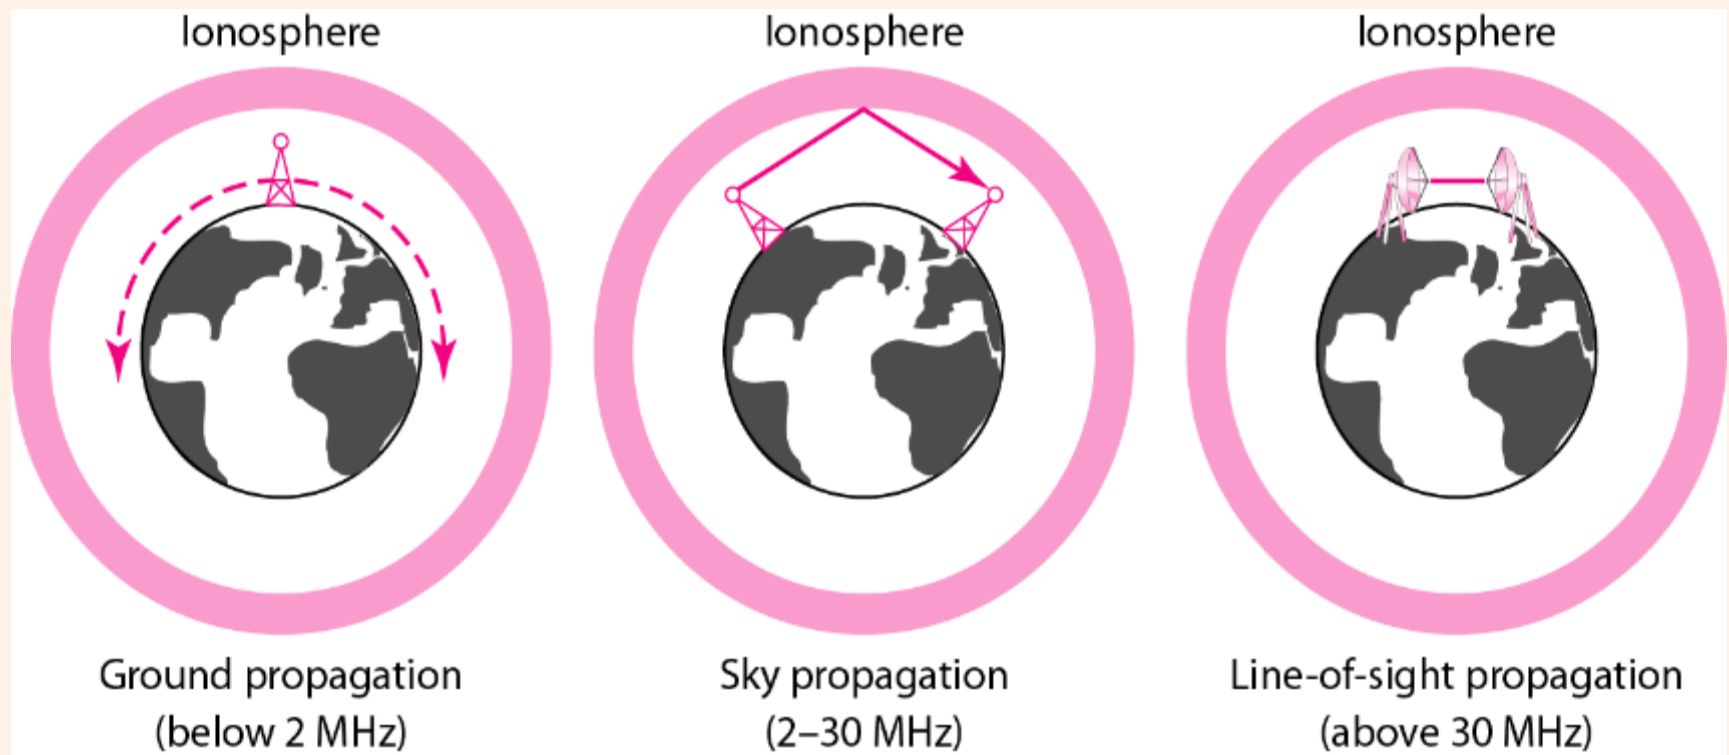 Ionosphere
Ionosphere
Ionosphere
Ground propagation
(below 2 MHz)
Sky propagation
(2–30 MHz)
Line-of-sight propagation
(above 30 MHz)